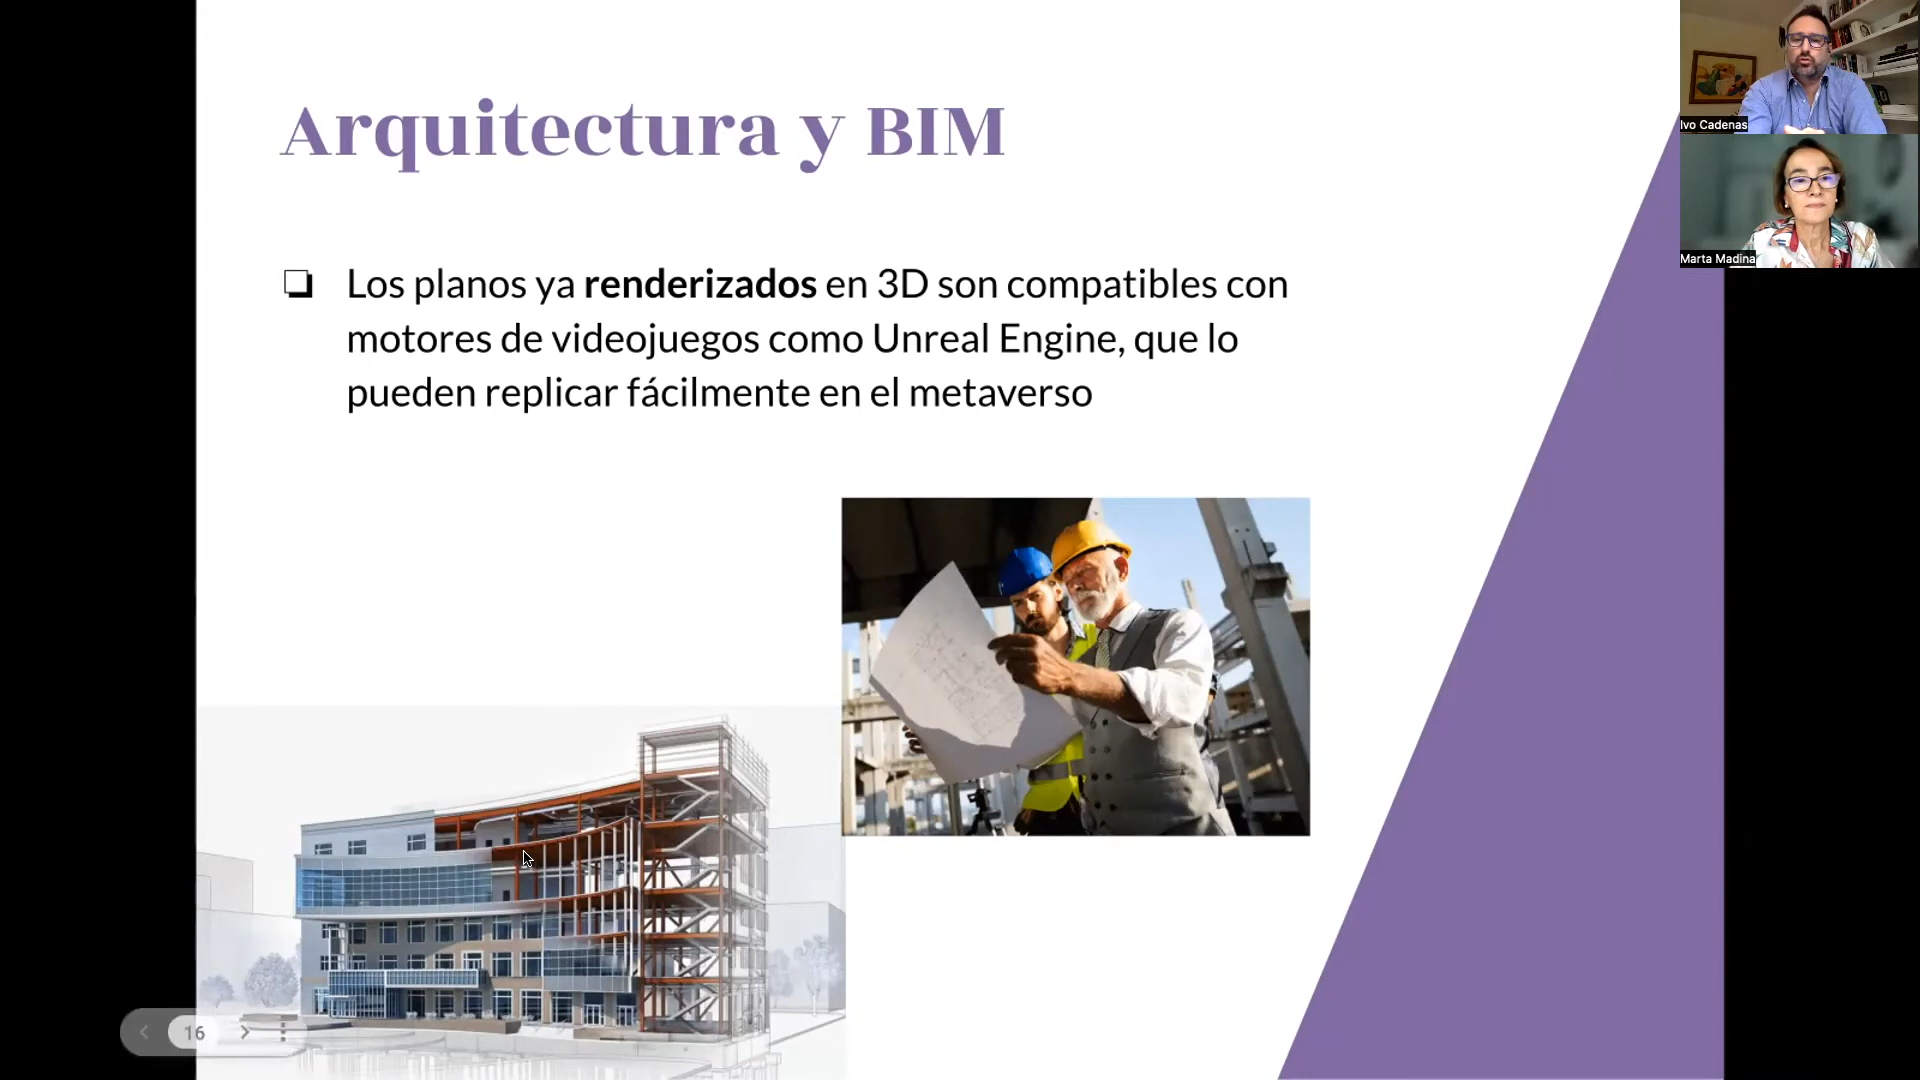 Arquitectura y BIM
Los planos ya renderizados en 3D son compatibles con
motores de videojuegos como Unreal Engine, que lo
pueden replicar fácilmente en el metaverso
Ivo Cadenas
Marta Madina
16